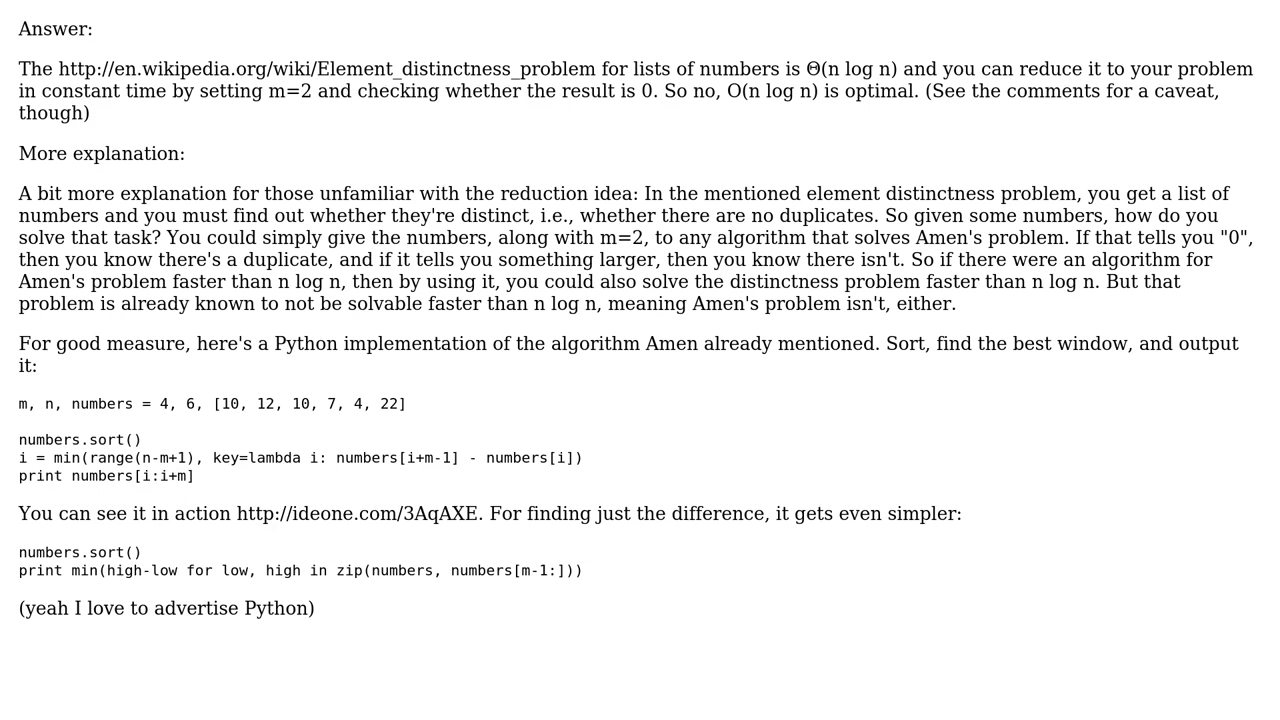 Answer:
The http://en.wikipedia.org/wiki/Element_distinctness_problem for lists of numbers is Θ(n log n) and you can reduce it to your problem
in constant time by setting m=2 and checking whether the result is 0. So no, O(n log n) is optimal. (See the comments for a caveat,
though)
More explanation:
A bit more explanation for those unfamiliar with the reduction idea: In the mentioned element distinctness problem, you get a list of
numbers and you must find out whether they're distinct, i.e., whether there are no duplicates. So given some numbers, how do you
solve that task? You could simply give the numbers, along with m=2, to any algorithm that solves Amen's problem. If that tells you "0",
then you know there's a duplicate, and if it tells you something larger, then you know there isn't. So if there were an algorithm for
Amen's problem faster than n log n, then by using it, you could also solve the distinctness problem faster than n log n. But that
problem is already known to not be solvable faster than n log n, meaning Amen's problem isn't, either.
For good measure, here's a Python implementation of the algorithm Amen already mentioned. Sort, find the best window, and output
it:
m, n, numbers = 4, 6, [10, 12, 10, 7, 4, 22]
numbers.sort()
i = min(range(n-m+1), key=lambda i: numbers[i+m-1] - numbers[i])
print numbers[i:i+m]
You can see it in action http://ideone.com/3AqAXE. For finding just the difference, it gets even simpler:
numbers.sort()
print min(high-low for low, high in zip(numbers, numbers[m-1:]))
(yeah I love to advertise Python)